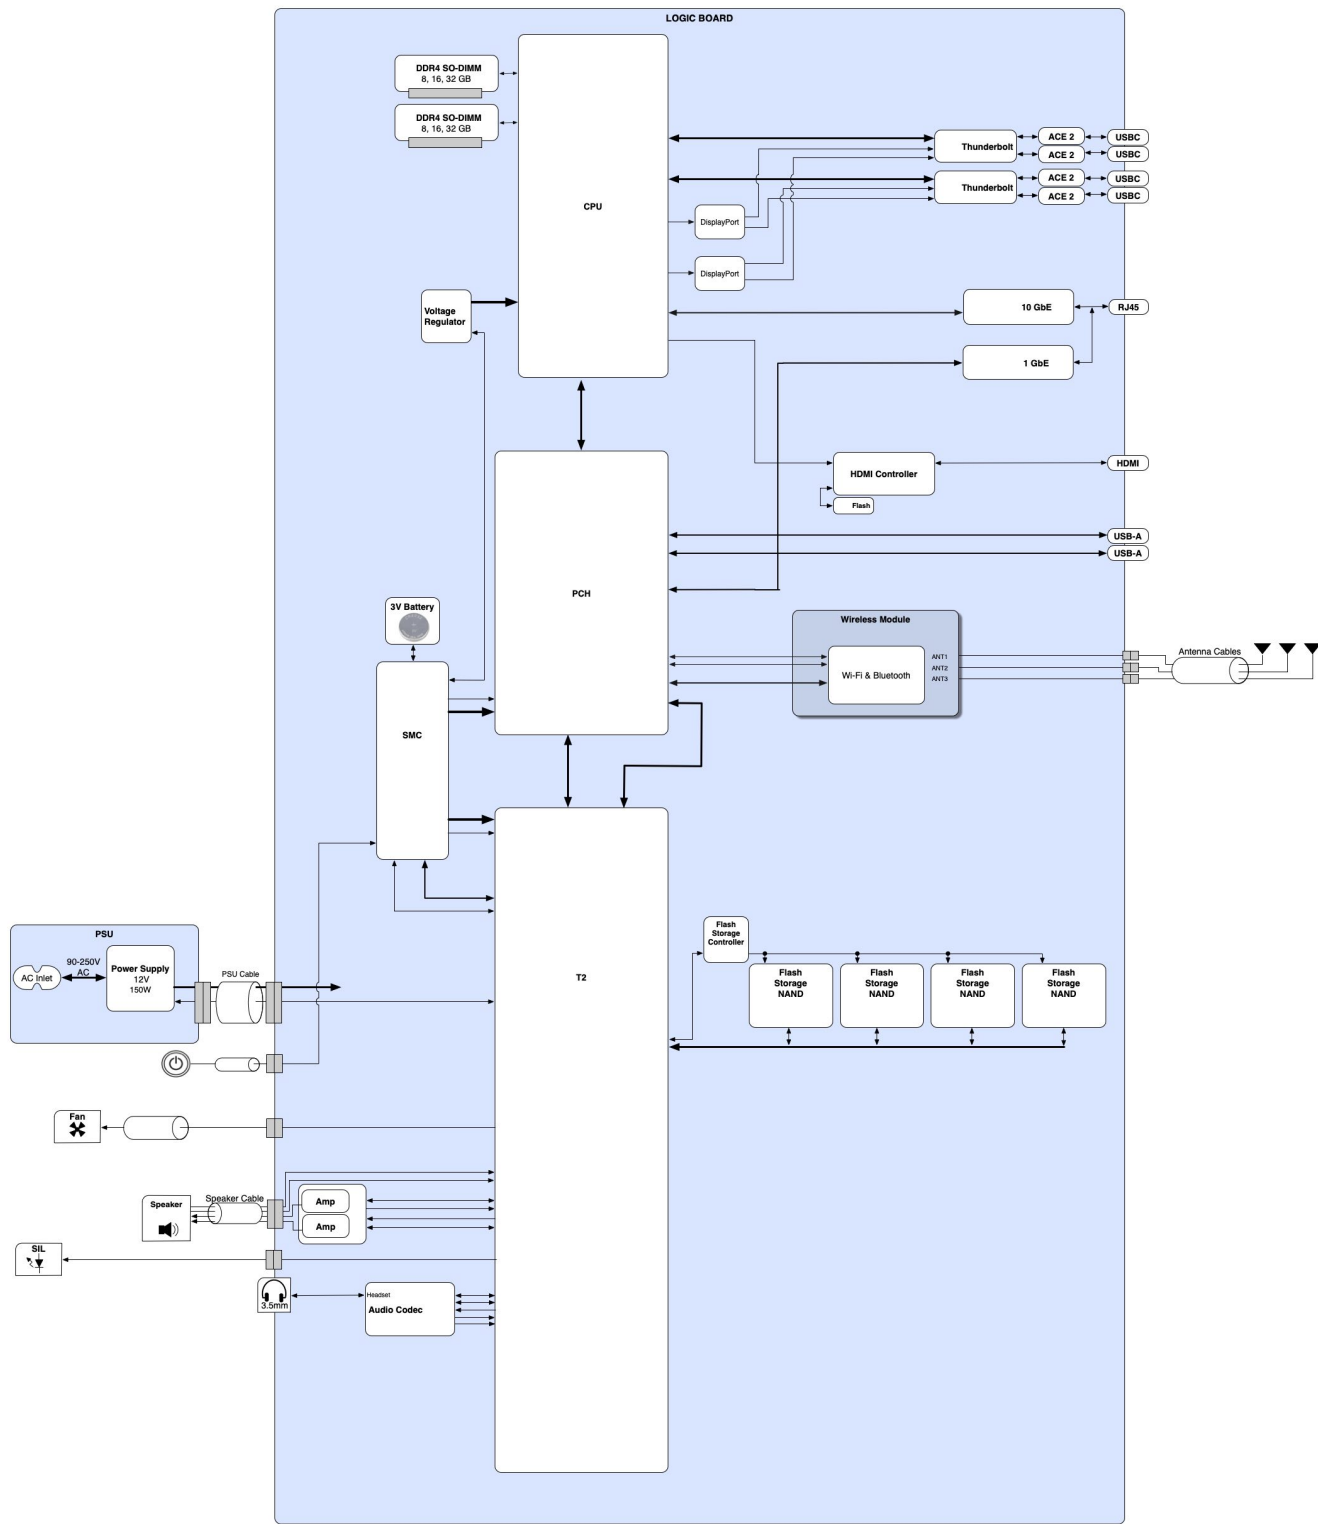 LOGIC BOARD
DDR4 SO-DIMM
8, 16, 32 GB
DDR4 SO-DIMM
8, 16, 32 GB
CPU
Thunderbolt
ACE 2
USBC
ACE 2
USBC
Thunderbolt
ACE 2
USBC
ACE 2
USBC
DisplayPort
DisplayPort
Voltage
Regulator
10 GbE
RJ45
1 GbE
HDMI Controller
HDMI
Flash
USB-A
USB-A
PCH
3V Battery
Wireless Module
Wi-Fi & Bluetooth
ANT1
ANT2
ANT3
Antenna Cables
SMC
T2
Flash
Storage
Controller
Flash
Storage
NAND
Flash
Storage
NAND
Flash
Storage
NAND
Flash
Storage
NAND
PSU
AC Inlet
90-250V
AC
Power Supply
12V
150W
PSU Cable
Fan
Speaker
Speaker Cable
Amp
Amp
SIL
3.5mm
Headset
Audio Codec